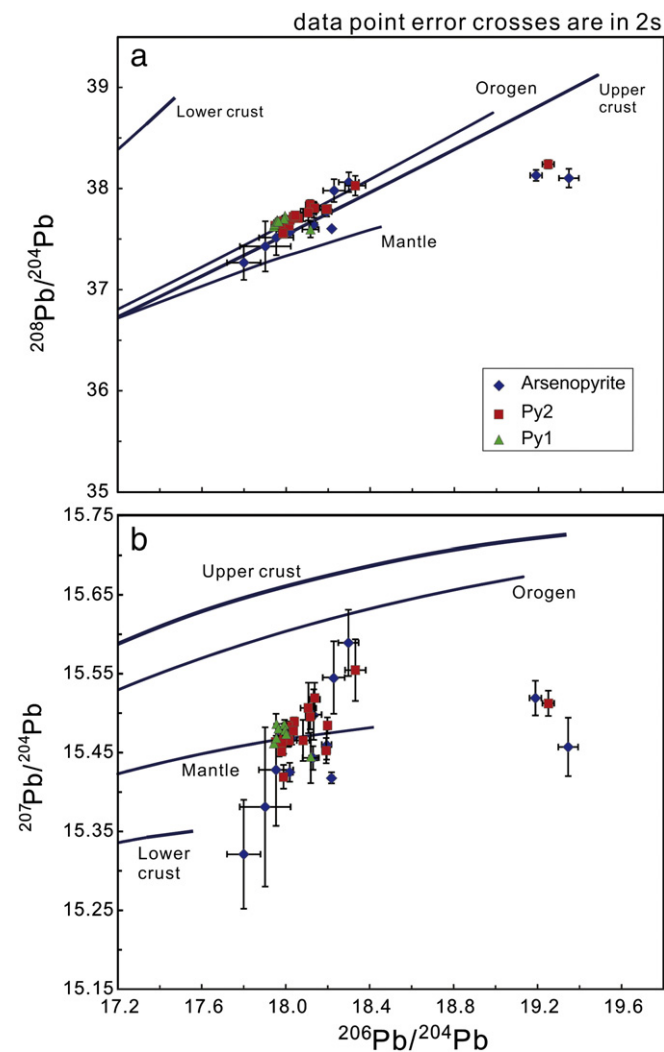 data point error crosses are in 2s
a
39
38
37
36
35
208Pb/204Pb
Lower crust
Orogen
Upper
crust
Mantle
Arsenopyrite
Py2
Py1
b
15.75
15.65
15.55
15.45
15.35
15.25
15.15
207Pb/204Pb
Upper crust
Orogen
Mantle
Lower
crust
17.2 17.6 18.0 18.4 18.8 19.2 19.6
206Pb/204Pb